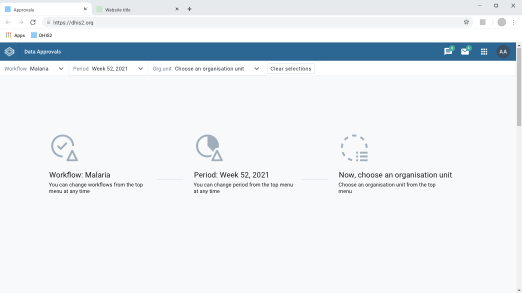 Approvals
Website title
https://dhis2.org
Apps
DHIS2
Data Approvals
AA
Workflow Malaria
Period Week 52, 2021
Org.unit Choose an organisation unit
Clear selections
Workflow: Malaria
You can change workflows from the top
menu at any time
Period: Week 52, 2021
You can change period from the top menu
at any time
Now, choose an organisation unit
Choose an organisation unit from the top
menu